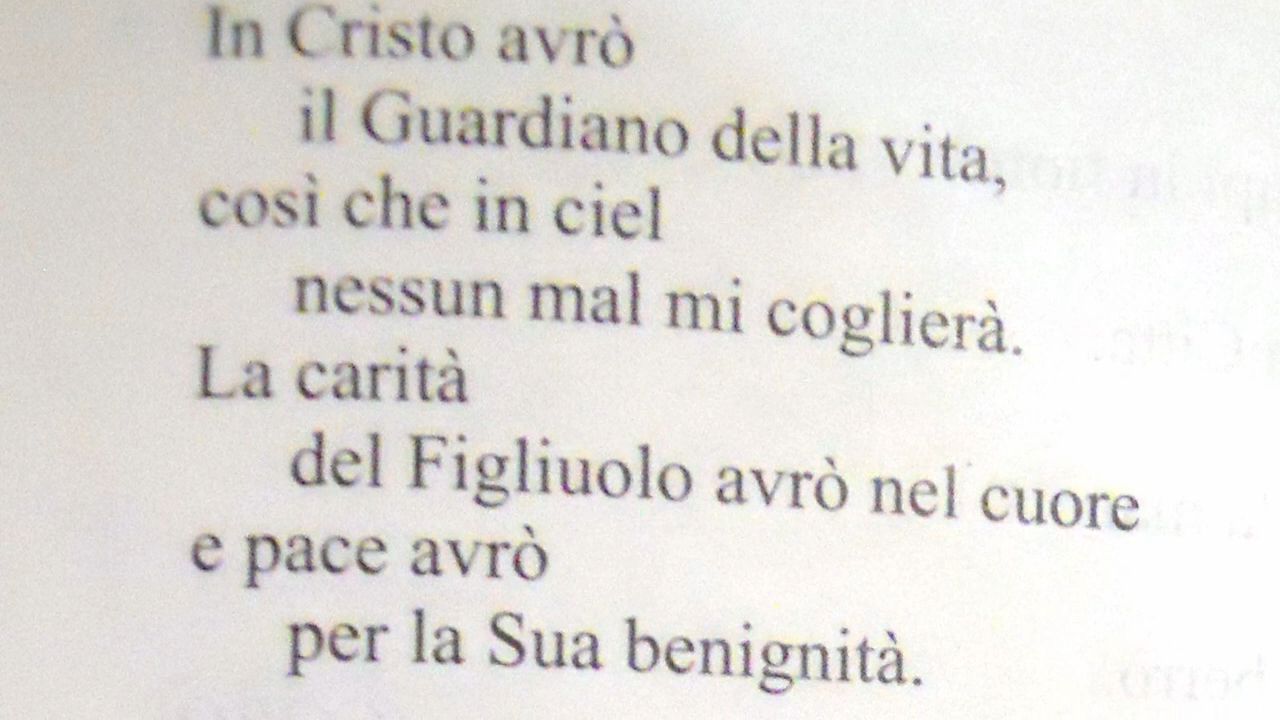 In Cristo avrò
il Guardiano della vita,
così che in ciel
nessun mal mi coglierà.
La carità
del Figliuolo avrò nel cuore
e pace avrò
per la Sua benignità.